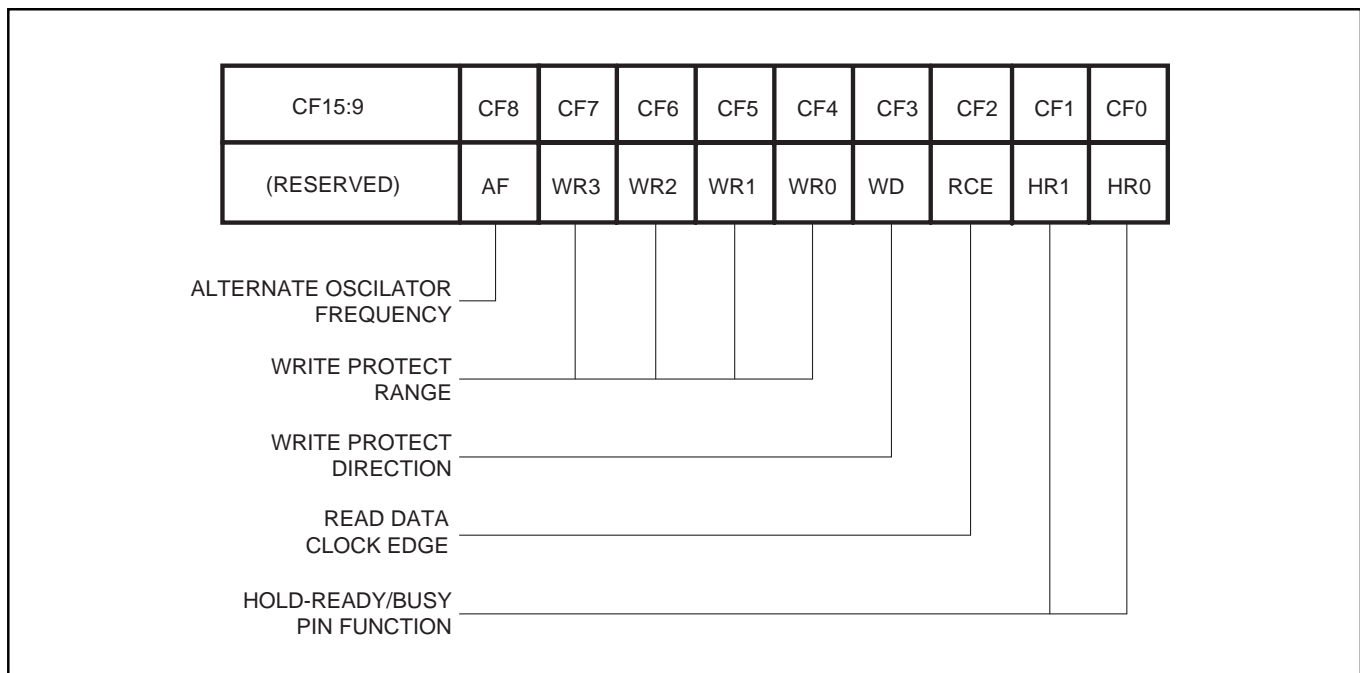 CF15:9 CF8 CF7 CF6 CF5 CF4 CF3 CF2 CF1 CF0
(RESERVED) AF WR3 WR2 WR1 WR0 WD RCE HR1 HR0
ALTERNATE OSCILATOR
FREQUENCY
WRITE PROTECT
RANGE
WRITE PROTECT
DIRECTION
READ DATA
CLOCK EDGE
HOLD-READY/BUSY
PIN FUNCTION